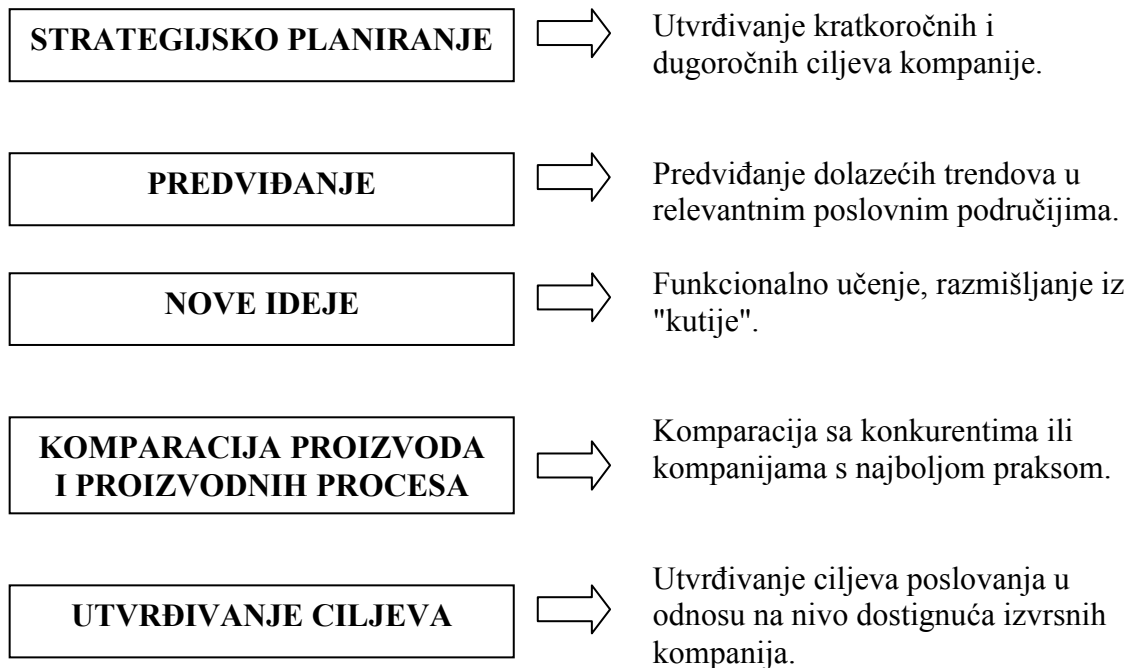 STRATEGIJSKO PLANIRANJE
Utvrđivanje kratkoročnih i
dugoročnih ciljeva kompanije.
PREDVIĐANJE
Predviđanje dolazećih trendova u
relevantnim poslovnim područijima.
NOVE IDEJE
Funkcionalno učenje, razmišljanje iz
"kutije".
KOMPARACIJA PROIZVODA
I PROIZVODNIH PROCESA
Komparacija sa konkurentima ili
kompanijama s najboljom praksom.
UTVRĐIVANJE CILJEVA
Utvrđivanje ciljeva poslovanja u
odnosu na nivo dostignuća izvrsnih
kompanija.